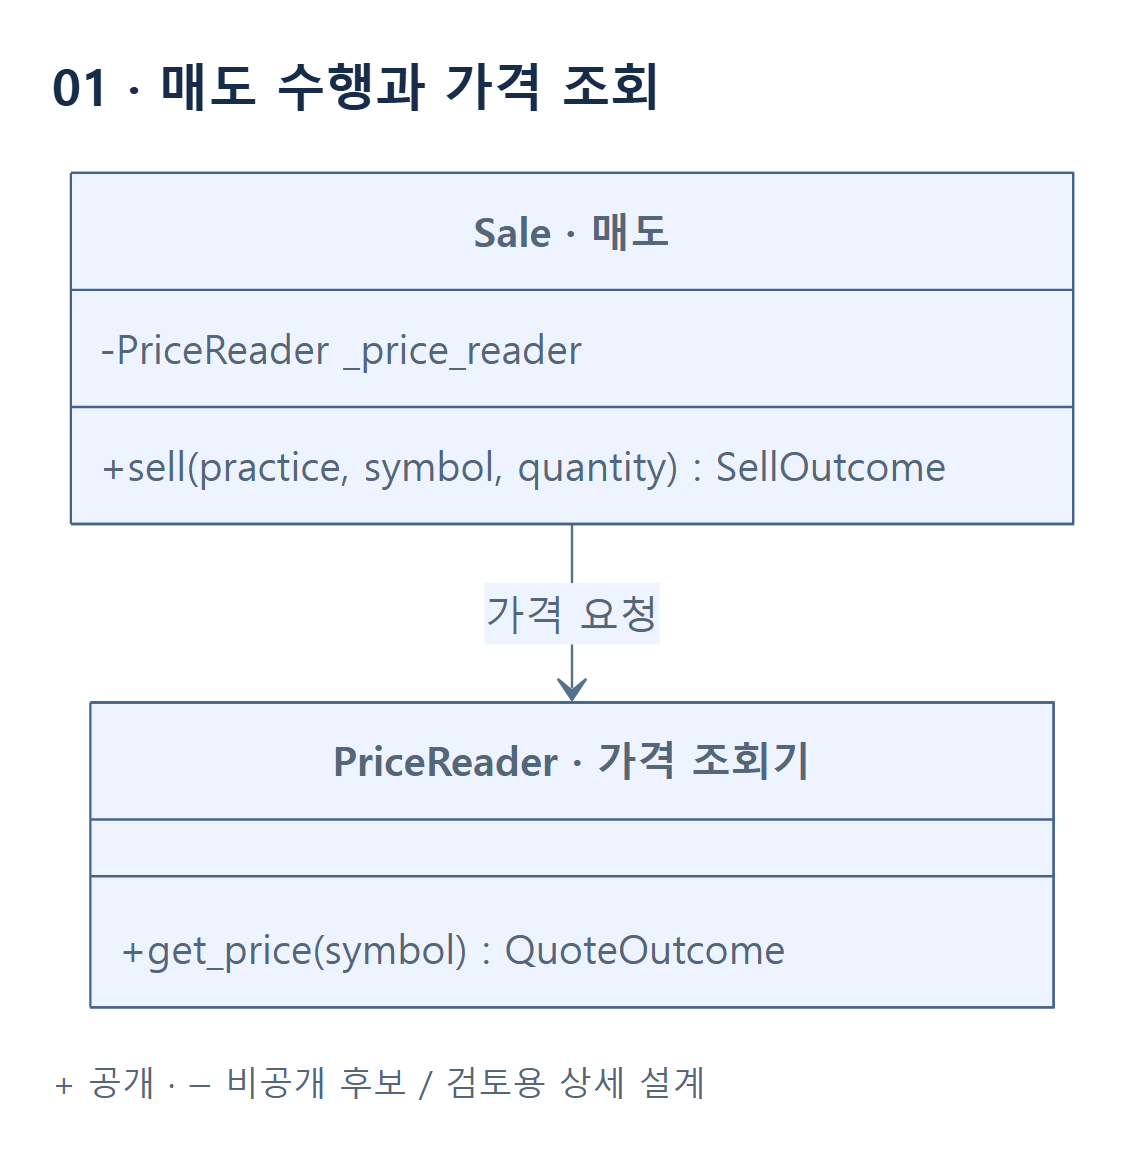 01 · 매도 수행과 가격 조회
Sale · 매도
-PriceReader _price_reader
+sell(practice, symbol, quantity) : SellOutcome
가격 요청
PriceReader · 가격 조회기
+get_price(symbol) : QuoteOutcome
+ 공개 · – 비공개 후보 / 검토용 상세 설계